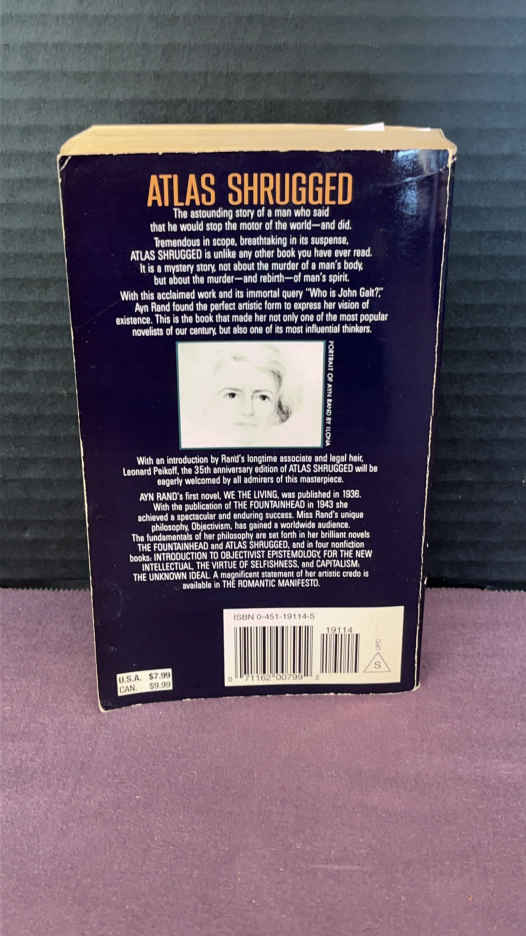 ATLAS SHRUGGED
The astounding story of a man who said
that he would stop the motor of the world—and did.
Tremendous in scope, breathtaking in its suspense,
ATLAS SHRUGGED is unlike any other book you have ever read.
It is a mystery story, not about the murder of a man's body,
but about the murder—and rebirth—of man's spirit.
With this acclaimed work and its immortal query "Who is John Galt?,"
Ayn Rand found the perfect artistic form to express her vision of
existence. This is the book that made her not only one of the most popular
novelists of our century, but also one of its most influential thinkers.
PORTRAIT OF AYN RAND BY ILONA
With an introduction by Rand's longtime associate and legal heir,
Leonard Peikoff, the 35th anniversary edition of ATLAS SHRUGGED will be
eagerly welcomed by all admirers of this masterpiece.
AYN RAND's first novel, WE THE LIVING, was published in 1936.
With the publication of THE FOUNTAINHEAD in 1943 she
achieved a spectacular and enduring success. Miss Rand's unique
philosophy, Objectivism, has gained a worldwide audience.
The fundamentals of her philosophy are set forth in her brilliant novels
THE FOUNTAINHEAD and ATLAS SHRUGGED, and in four nonfiction
books: INTRODUCTION TO OBJECTIVIST EPISTEMOLOGY, FOR THE NEW
INTELLECTUAL, THE VIRTUE OF SELFISHNESS, and CAPITALISM:
THE UNKNOWN IDEAL. A magnificent statement of her artistic credo is
available in THE ROMANTIC MANIFESTO.
ISBN 0-451-19114-5
19114
0 71162 00799 2
UPC
S
U.S.A. $7.99
CAN. $9.99